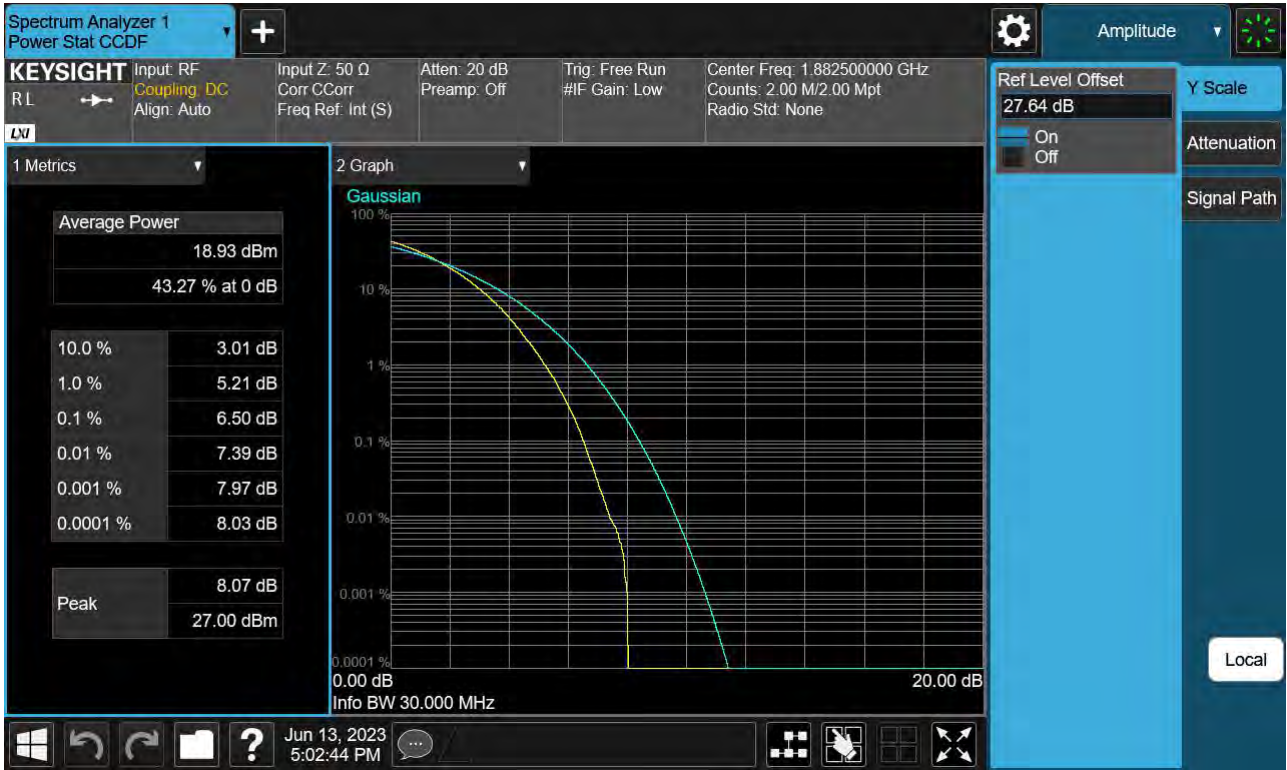 Spectrum Analyzer 1
Power Stat CCDF
Amplitude
KEYSIGHT
RL
LXI
Input: RF
Coupling: DC
Align: Auto
Input Z: 50 Ω
Corr CCorr
Freq Ref: Int (S)
Atten: 20 dB
Preamp: Off
Trig: Free Run
#IF Gain: Low
Center Freq: 1.882500000 GHz
Counts: 2.00 M/2.00 Mpt
Radio Std: None
Ref Level Offset
27.64 dB
On
Off
Y Scale
Attenuation
Signal Path
Local
1 Metrics
Average Power
18.93 dBm
43.27 % at 0 dB
10.0 % 3.01 dB
1.0 % 5.21 dB
0.1 % 6.50 dB
0.01 % 7.39 dB
0.001 % 7.97 dB
0.0001 % 8.03 dB
Peak
8.07 dB
27.00 dBm
2 Graph
Gaussian
100 %
10 %
1 %
0.1 %
0.01 %
0.001 %
0.0001 %
0.00 dB 20.00 dB
Info BW 30.000 MHz
?
Jun 13, 2023
5:02:44 PM